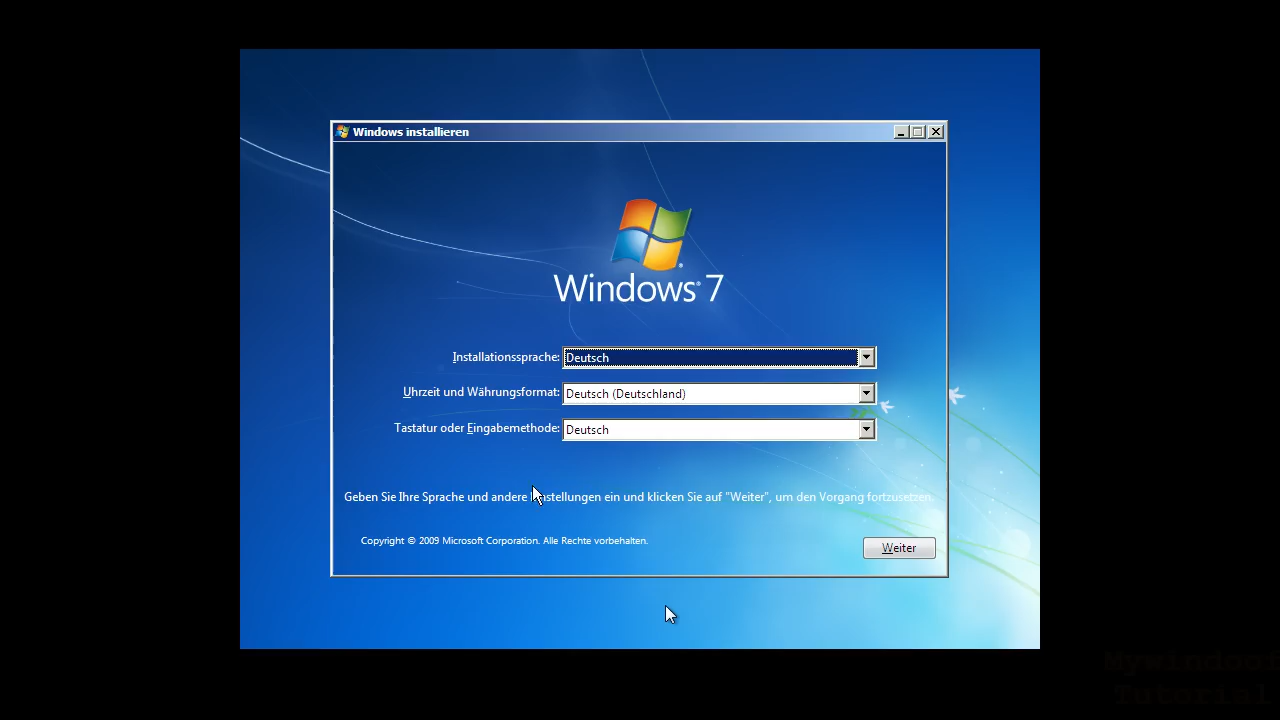 Windows installieren
Windows® 7
Installationssprache: Deutsch
Uhrzeit und Währungsformat: Deutsch (Deutschland)
Tastatur oder Eingabemethode: Deutsch
Geben Sie Ihre Sprache und andere Einstellungen ein und klicken Sie auf "Weiter", um den Vorgang fortzusetzen.
Copyright © 2009 Microsoft Corporation. Alle Rechte vorbehalten.
Weiter
Tutorial